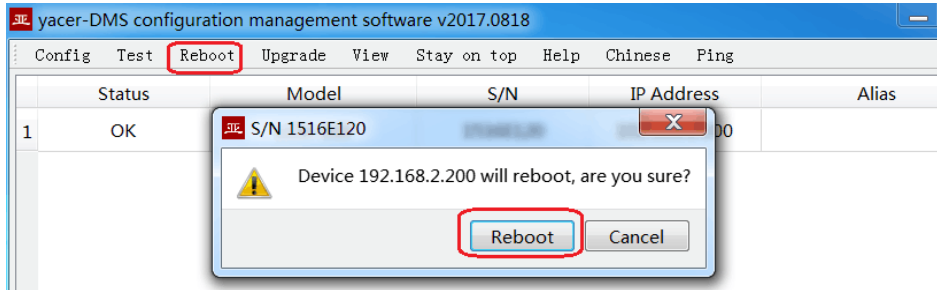 yacer-DMS configuration management software v2017.0818
Config Test Reboot Upgrade View Stay on top Help Chinese Ping
Status Model S/N IP Address Alias
1 OK 00
S/N 1516E120
Device 192.168.2.200 will reboot, are you sure?
Reboot Cancel